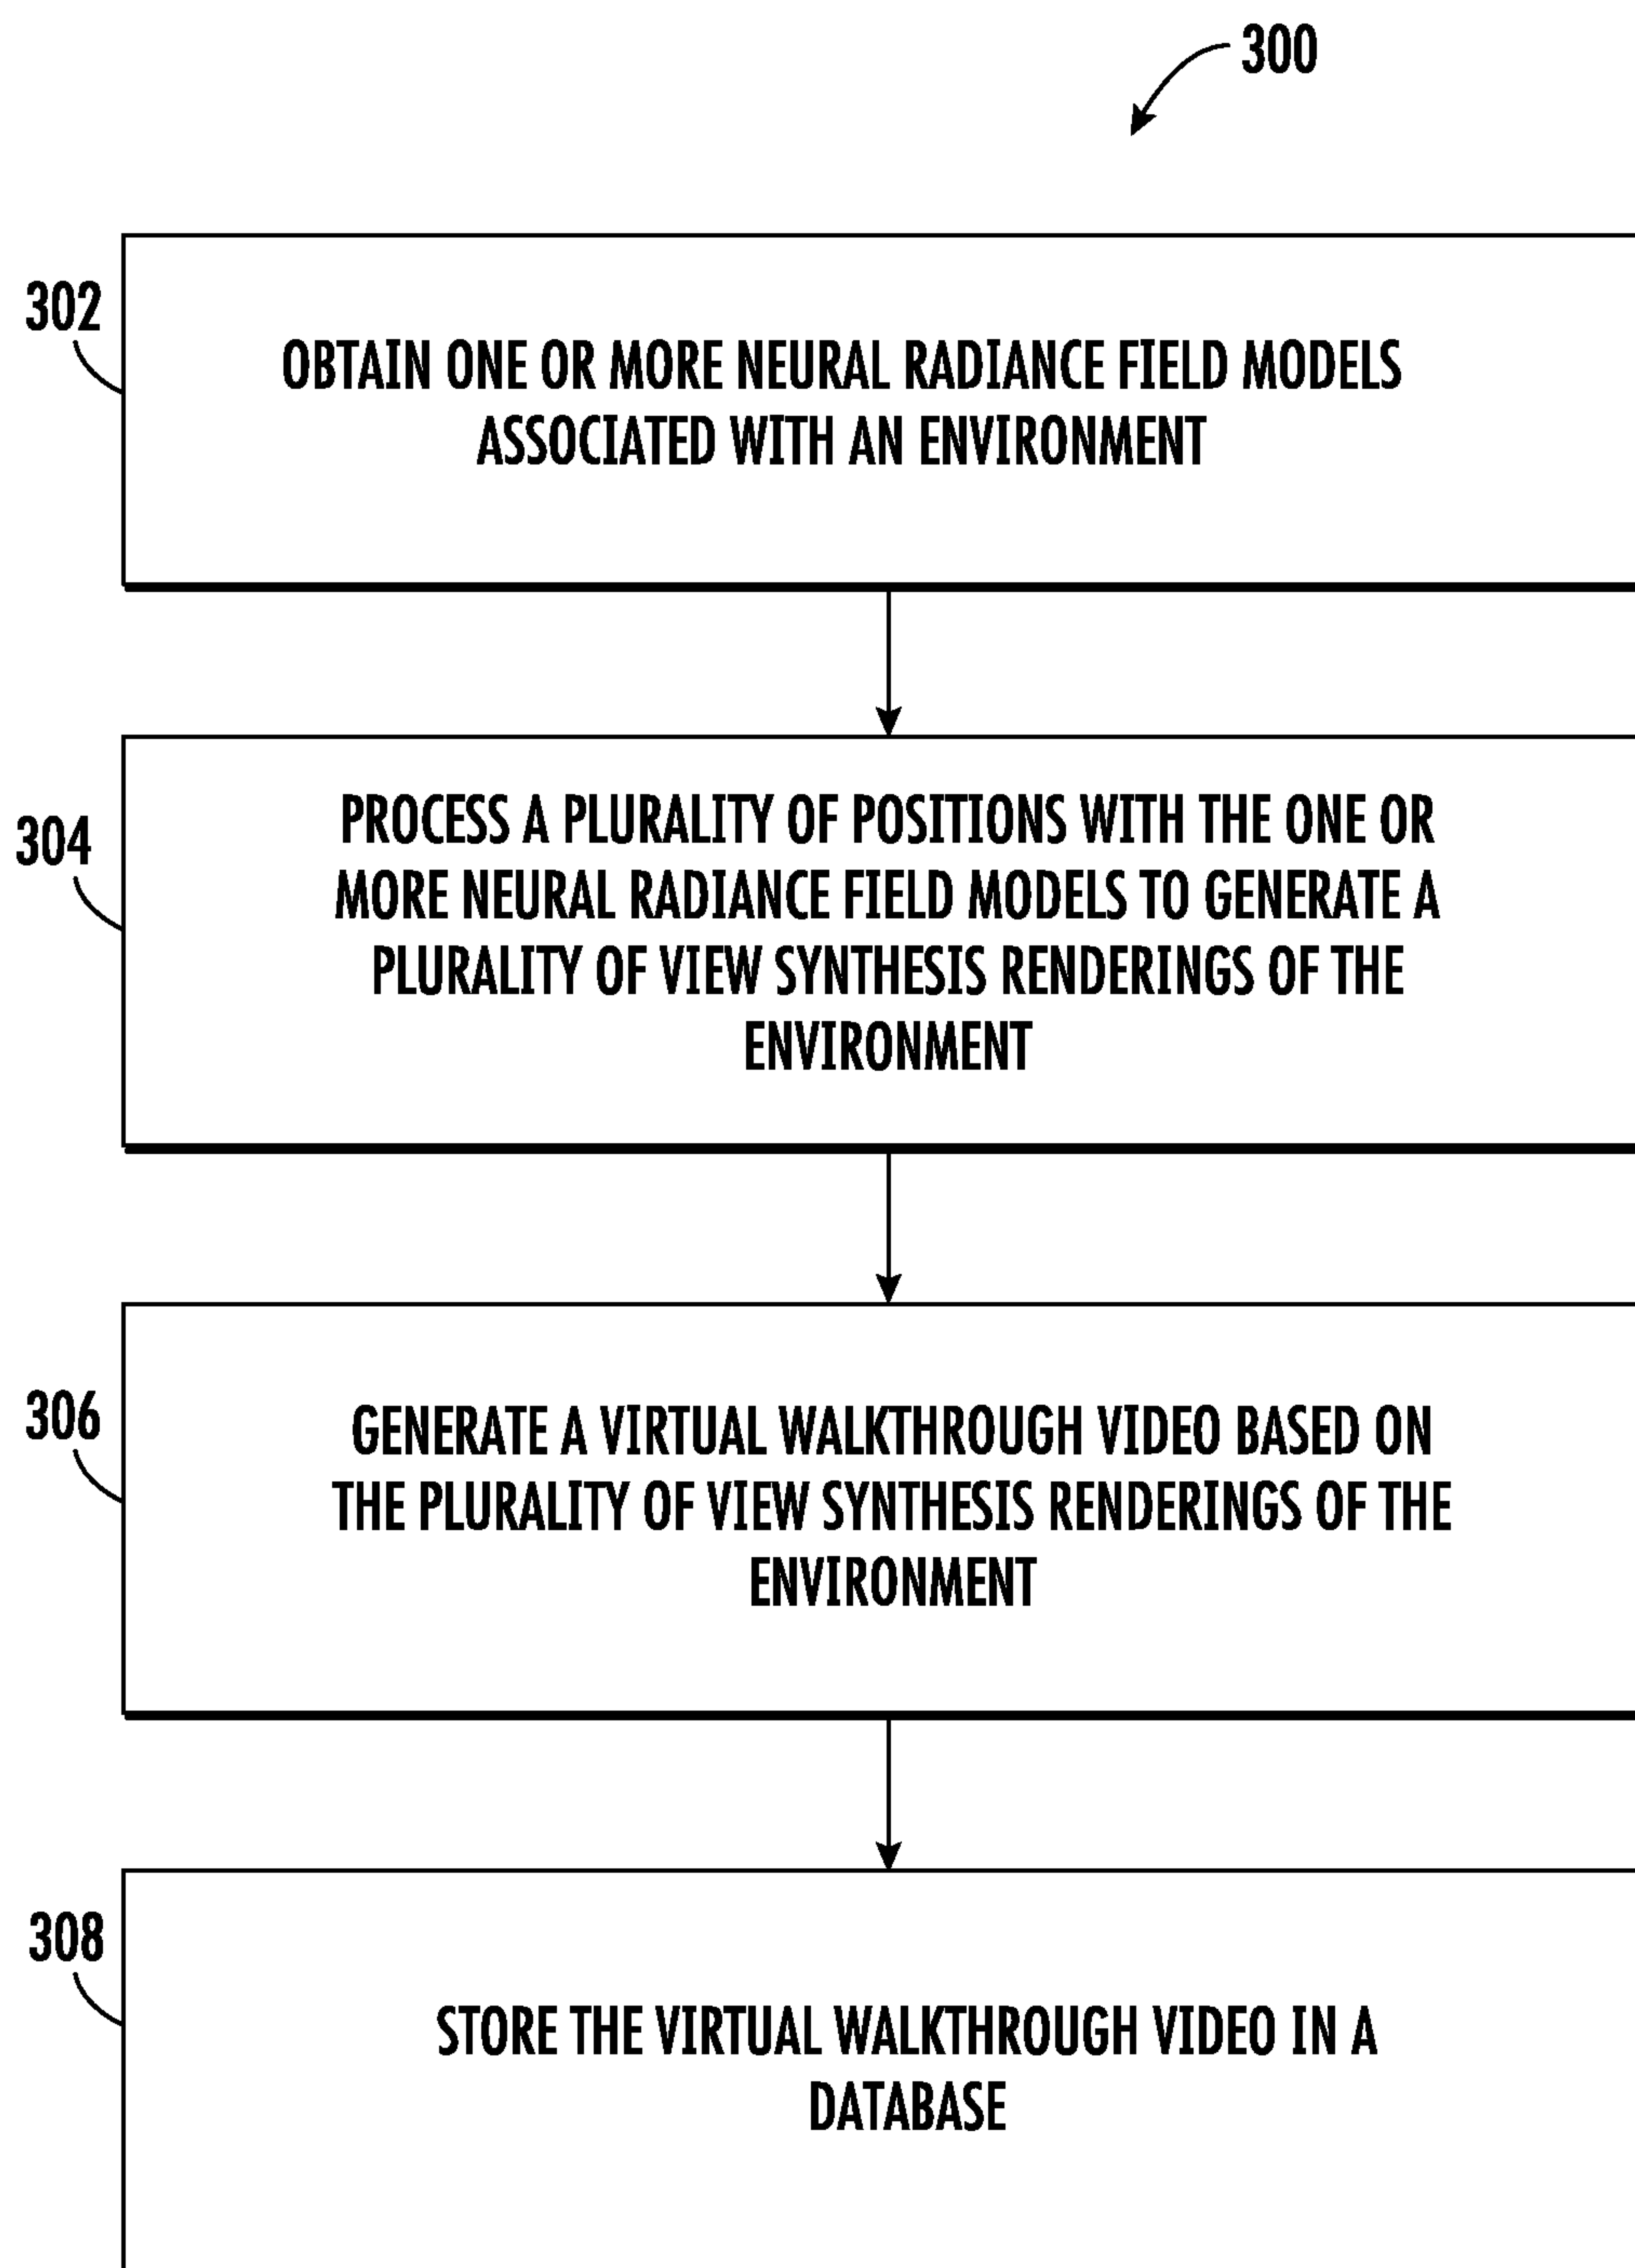 300
302
OBTAIN ONE OR MORE NEURAL RADIANCE FIELD MODELS
ASSOCIATED WITH AN ENVIRONMENT
304
PROCESS A PLURALITY OF POSITIONS WITH THE ONE OR
MORE NEURAL RADIANCE FIELD MODELS TO GENERATE A
PLURALITY OF VIEW SYNTHESIS RENDERINGS OF THE
ENVIRONMENT
306
GENERATE A VIRTUAL WALKTHROUGH VIDEO BASED ON
THE PLURALITY OF VIEW SYNTHESIS RENDERINGS OF THE
ENVIRONMENT
308
STORE THE VIRTUAL WALKTHROUGH VIDEO IN A
DATABASE